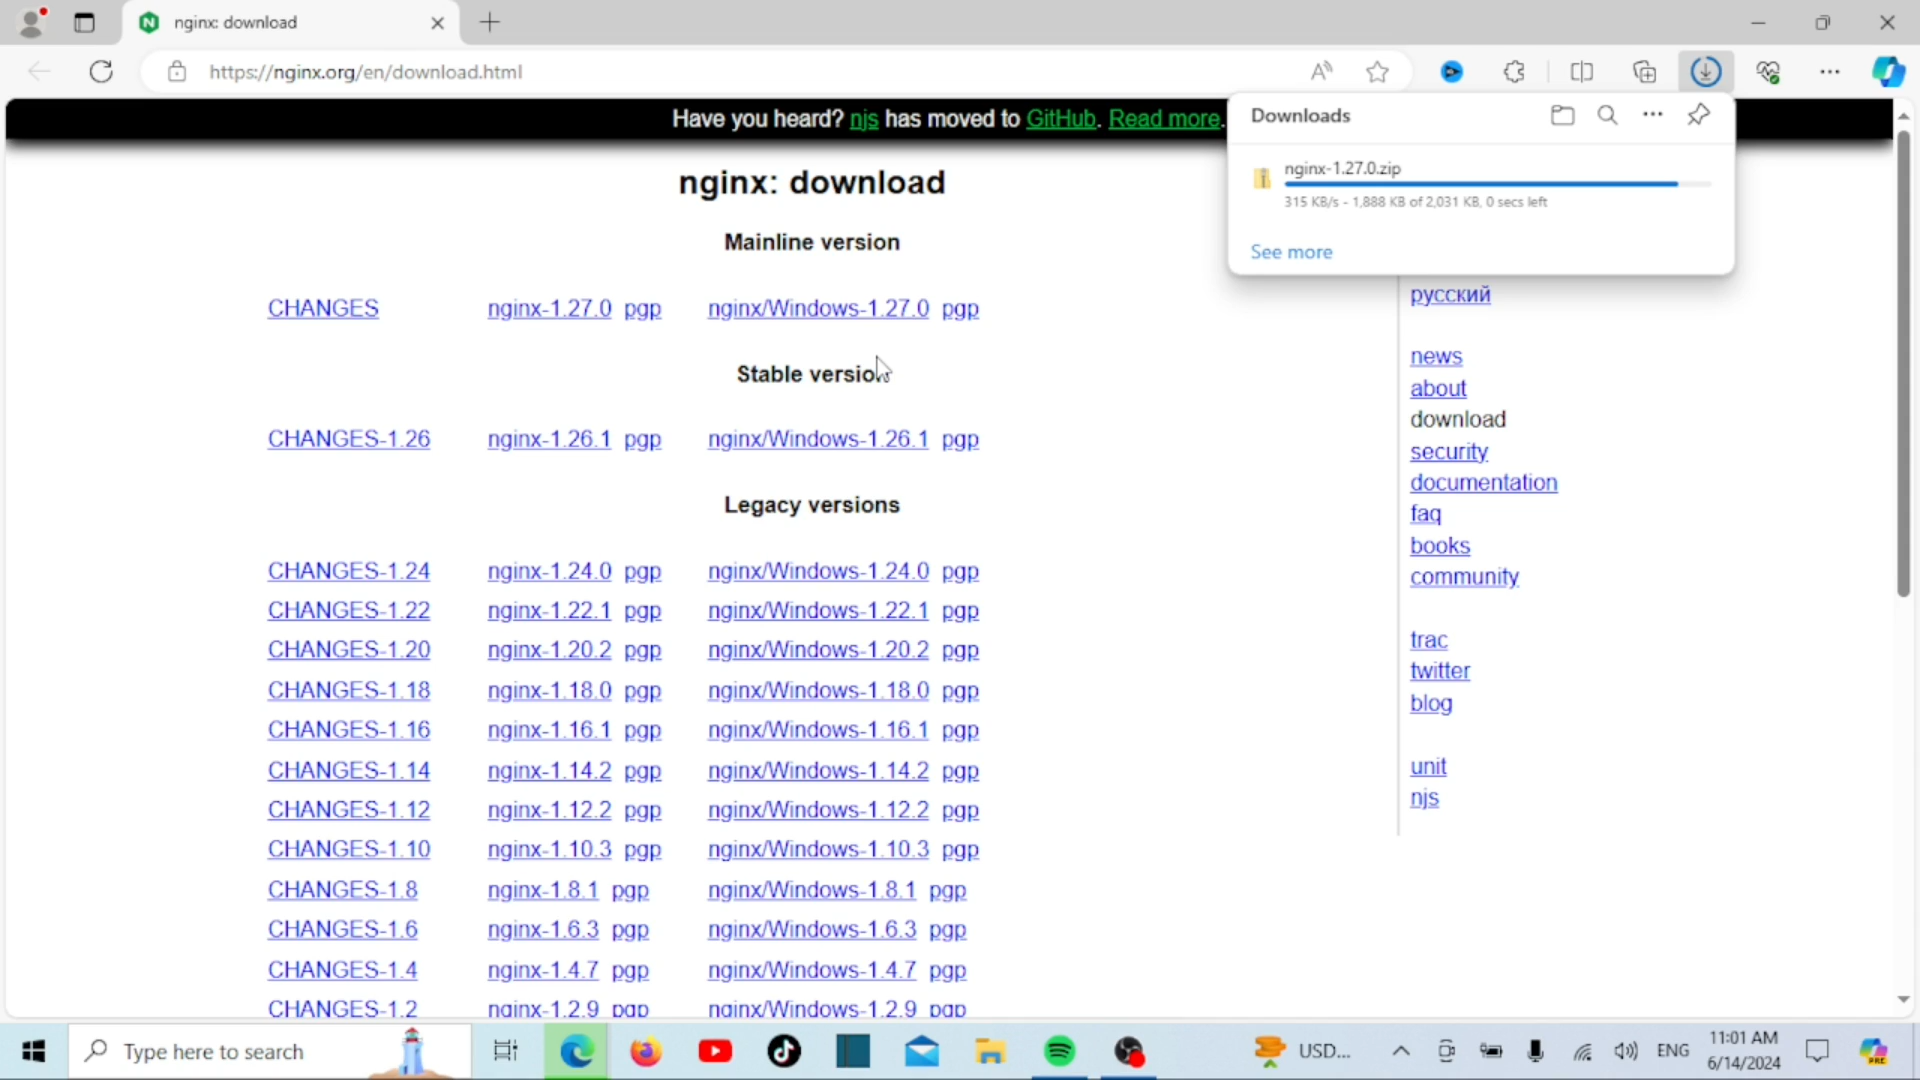 nginx: download
https://nginx.org/en/download.html
Have you heard? njs has moved to GitHub. Read more.
Downloads
nginx-1.27.0.zip
315 KB/s - 1,888 KB of 2,031 KB, 0 secs left
See more
nginx: download
Mainline version
CHANGES nginx-1.27.0 pgp nginx/Windows-1.27.0 pgp
Stable version
CHANGES-1.26 nginx-1.26.1 pgp nginx/Windows-1.26.1 pgp
Legacy versions
CHANGES-1.24 nginx-1.24.0 pgp nginx/Windows-1.24.0 pgp
CHANGES-1.22 nginx-1.22.1 pgp nginx/Windows-1.22.1 pgp
CHANGES-1.20 nginx-1.20.2 pgp nginx/Windows-1.20.2 pgp
CHANGES-1.18 nginx-1.18.0 pgp nginx/Windows-1.18.0 pgp
CHANGES-1.16 nginx-1.16.1 pgp nginx/Windows-1.16.1 pgp
CHANGES-1.14 nginx-1.14.2 pgp nginx/Windows-1.14.2 pgp
CHANGES-1.12 nginx-1.12.2 pgp nginx/Windows-1.12.2 pgp
CHANGES-1.10 nginx-1.10.3 pgp nginx/Windows-1.10.3 pgp
CHANGES-1.8 nginx-1.8.1 pgp nginx/Windows-1.8.1 pgp
CHANGES-1.6 nginx-1.6.3 pgp nginx/Windows-1.6.3 pgp
CHANGES-1.4 nginx-1.4.7 pgp nginx/Windows-1.4.7 pgp
CHANGES-1.2 nginx-1.2.9 pgp nginx/Windows-1.2.9 pgp
русский
news
about
download
security
documentation
faq
books
community
trac
twitter
blog
unit
njs
Type here to search
USD...
ENG
11:01 AM
6/14/2024
PRE